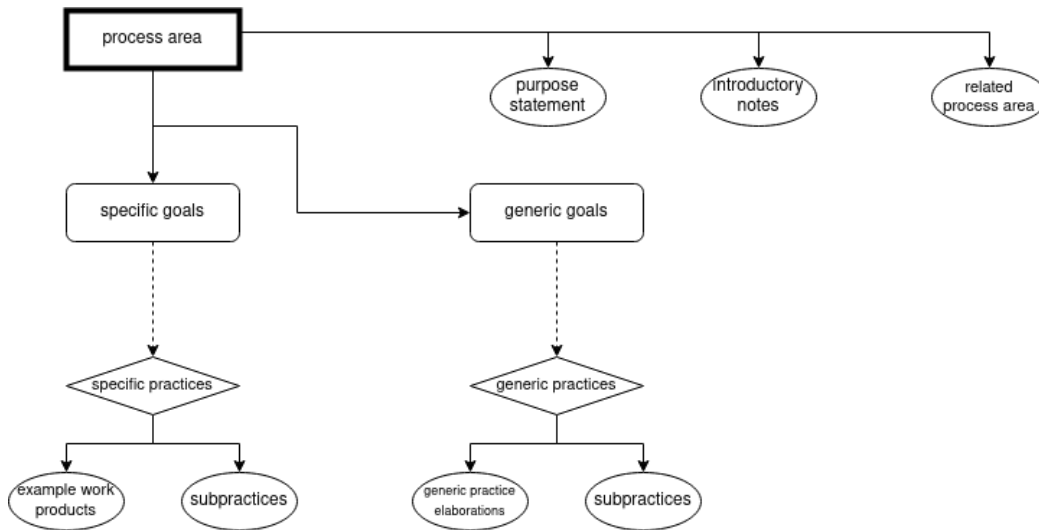 process area
purpose
statement
introductory
notes
related
process area
specific goals
generic goals
specific practices
generic practices
example work
products
subpractices
generic practice
elaborations
subpractices